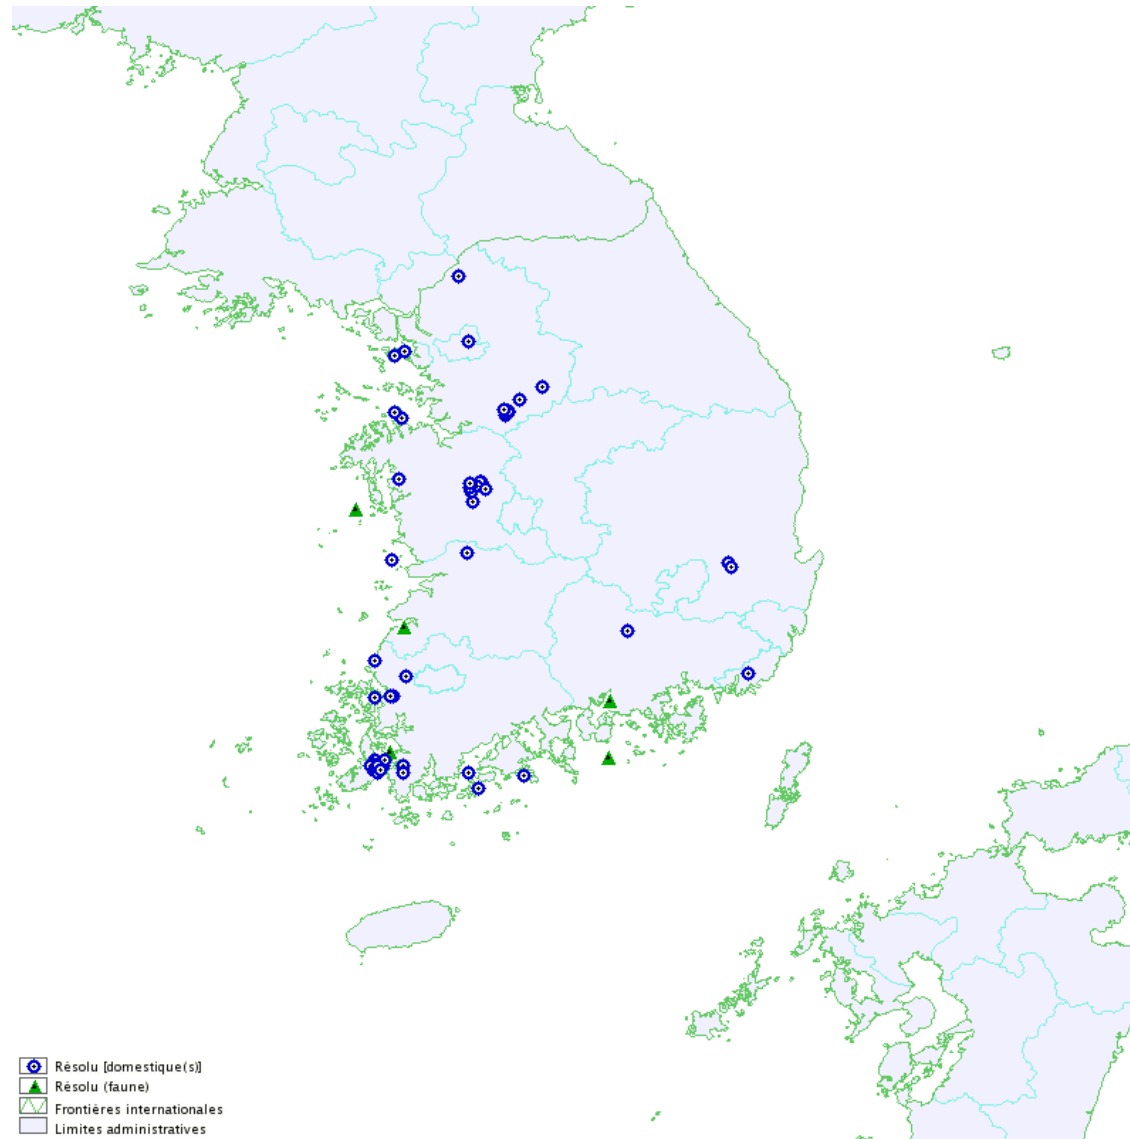 Résolu [domestique(s)]
Résolu (faune)
Frontières internationales
Limites administratives